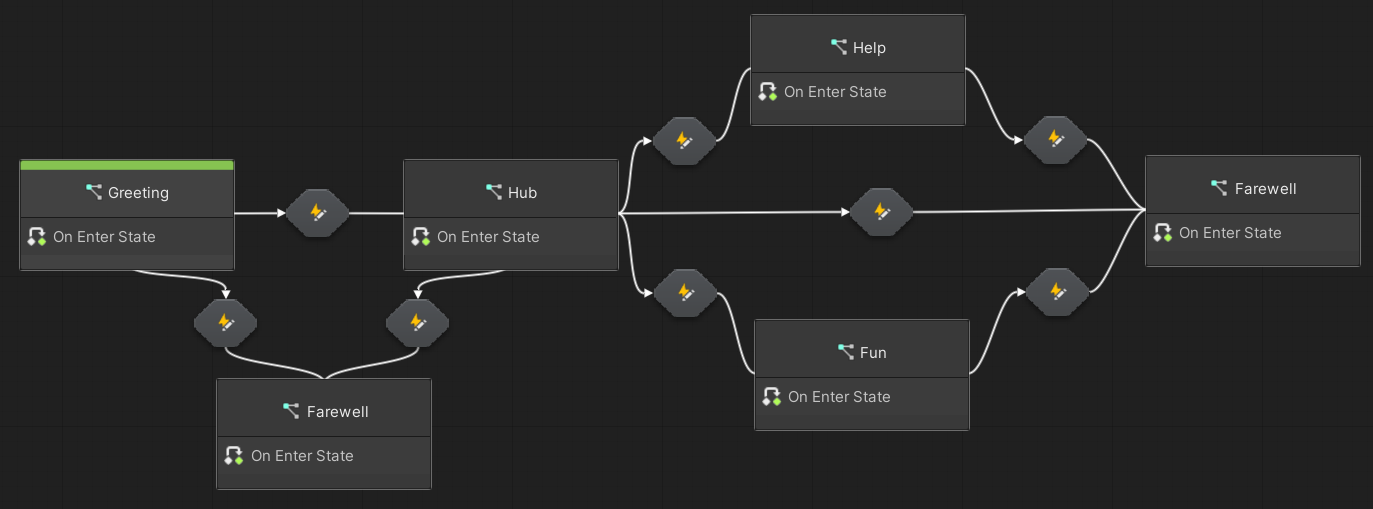 Greeting
On Enter State
Hub
On Enter State
Help
On Enter State
Fun
On Enter State
Farewell
On Enter State
Farewell
On Enter State